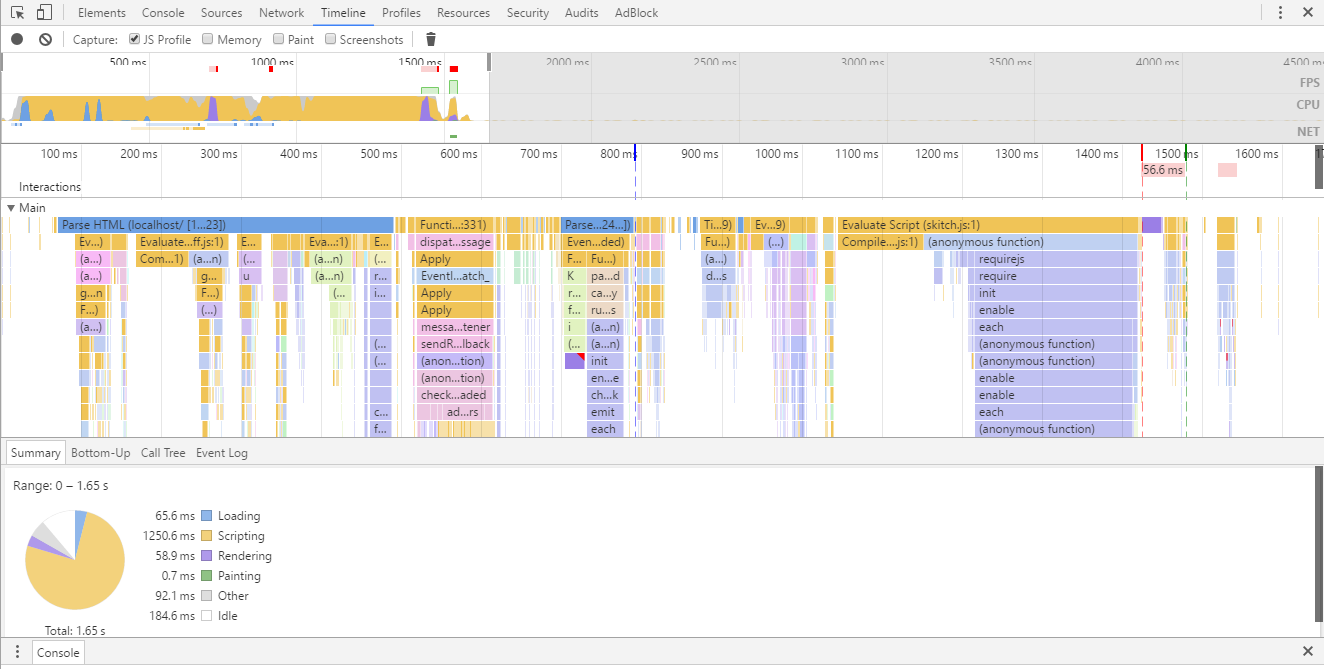 Elements Console Sources Network Timeline Profiles Resources Security Audits AdBlock
Capture: JS Profile Memory Paint Screenshots
500 ms 1000 ms 1500 ms 2000 ms 2500 ms 3000 ms 3500 ms 4000 ms 4500 m
FPS
CPU
NET
100 ms 200 ms 300 ms 400 ms 500 ms 600 ms 700 ms 800 ms 900 ms 1000 ms 1100 ms 1200 ms 1300 ms 1400 ms 1500 ms 1600 ms
56.6 ms
Interactions
Main
Parse HTML (localhost/ [1...23]) Functi...:331) Parse...24...]) Ti...9) Ev...9) Evaluate Script (skitch.js:1)
Ev...) Evaluate...ff.js:1) E... Eva...:1) E... dispat...ssage Even...ded) Fu...) (...) Compile....js:1) (anonymous function)
(a...) Com...1) (a...n) (... (a...n) (... Apply F... Fu...) (a...) requirejs
(a...) g... u (a...n) r... EventI...atch_ K pa...d d...s require
g...n F...) (... i... Apply r... ca...y init
F...) (...) Apply f... ru...s enable
(a...) messa...tener i (a...n) each
(... sendR...lback (... (a...n) (anonymous function)
(... (anon...tion) init (anonymous function)
(anon...tion) en...e enable
check...aded ch...k enable
c... ad...rs emit each
f... each (anonymous function)
Summary Bottom-Up Call Tree Event Log
Range: 0 – 1.65 s
65.6 ms Loading
1250.6 ms Scripting
58.9 ms Rendering
0.7 ms Painting
92.1 ms Other
184.6 ms Idle
Total: 1.65 s
Console